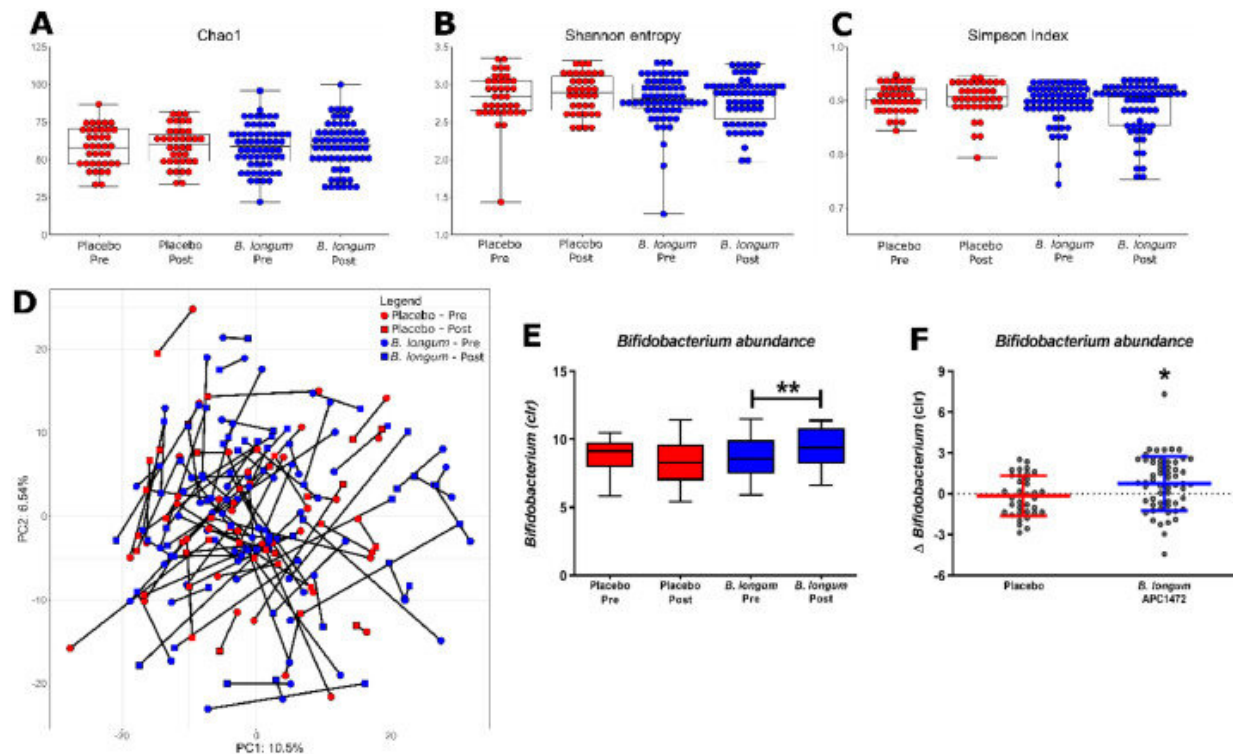 A
Chao1
125
100
75
50
25
0
Placebo
Pre
Placebo
Post
B. longum
Pre
B. longum
Post
B
Shannon entropy
3.5
3.0
2.5
2.0
1.5
1.0
Placebo
Pre
Placebo
Post
B. longum
Pre
B. longum
Post
C
Simpson Index
1.0
0.9
0.8
0.7
Placebo
Pre
Placebo
Post
B. longum
Pre
B. longum
Post
D
Legend
Placebo - Pre
Placebo - Post
B. longum - Pre
B. longum - Post
PC2: 6.54%
20
10
0
-10
-20
-20
0
20
PC1: 10.5%
E
Bifidobacterium abundance
**
Bifidobacterium (clr)
15
10
5
0
Placebo
Pre
Placebo
Post
B. longum
Pre
B. longum
Post
F
Bifidobacterium abundance
*
Δ Bifidobacterium (clr)
9
6
3
0
-3
-6
Placebo
B. longum
APC1472